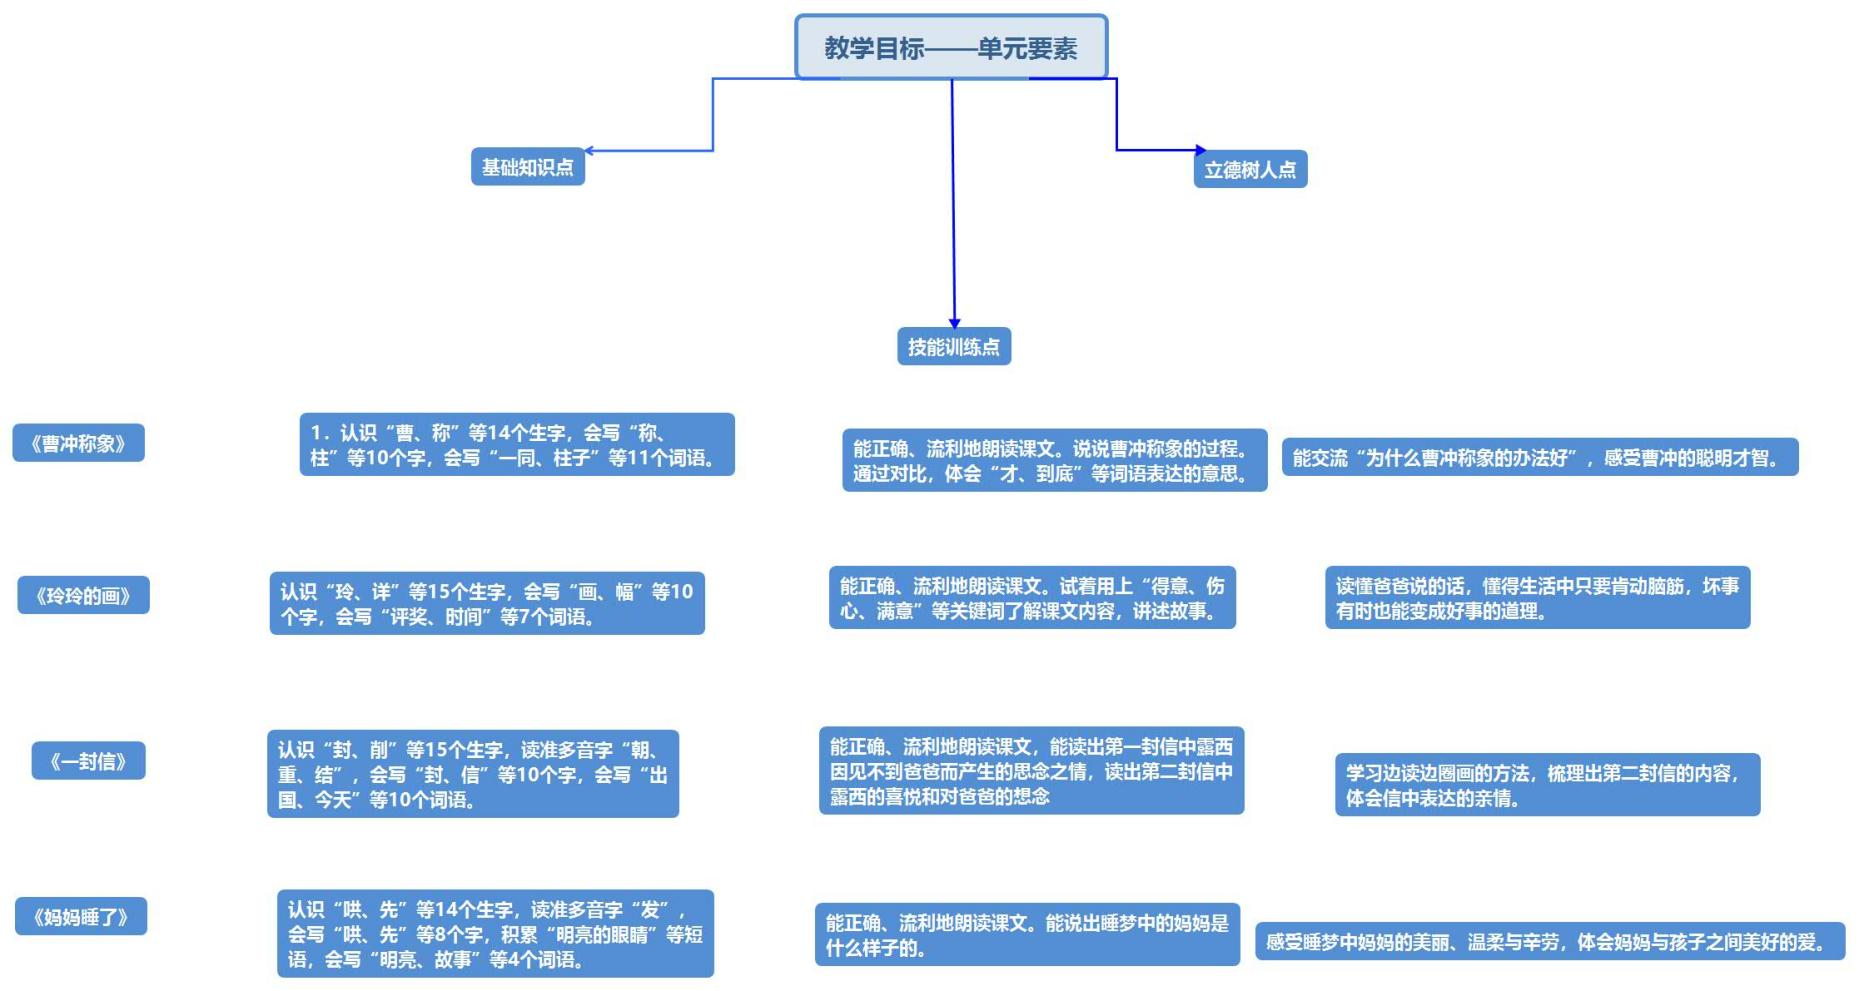 教学目标——单元要素
基础知识点
立德树人点
技能训练点
《曹冲称象》
1. 认识“曹、称”等14个生字，会写“称、
柱”等10个字，会写“一同、柱子”等11个词语。
能正确、流利地朗读课文。说说曹冲称象的过程。
通过对比，体会“才、到底”等词语表达的意思。
能交流“为什么曹冲称象的办法好”，感受曹冲的聪明才智。
《玲玲的画》
认识“玲、详”等15个生字，会写“画、幅”等10
个字，会写“评奖、时间”等7个词语。
能正确、流利地朗读课文。试着用上“得意、伤
心、满意”等关键词了解课文内容，讲述故事。
读懂爸爸说的话，懂得生活中只要肯动脑筋，坏事
有时也能变成好事的道理。
《一封信》
认识“封、削”等15个生字，读准多音字“朝、
重、结”，会写“封、信”等10个字，会写“出
国、今天”等10个词语。
能正确、流利地朗读课文，能读出第一封信中露西
因见不到爸爸而产生的思念之情，读出第二封信中
露西的喜悦和对爸爸的想念
学习边读边圈画的方法，梳理出第二封信的内容，
体会信中表达的亲情。
《妈妈睡了》
认识“哄、先”等14个生字，读准多音字“发”，
会写“哄、先”等8个字，积累“明亮的眼睛”等短
语，会写“明亮、故事”等4个词语。
能正确、流利地朗读课文。能说出睡梦中的妈妈是
什么样子的。
感受睡梦中妈妈的美丽、温柔与辛劳，体会妈妈与孩子之间美好的爱。